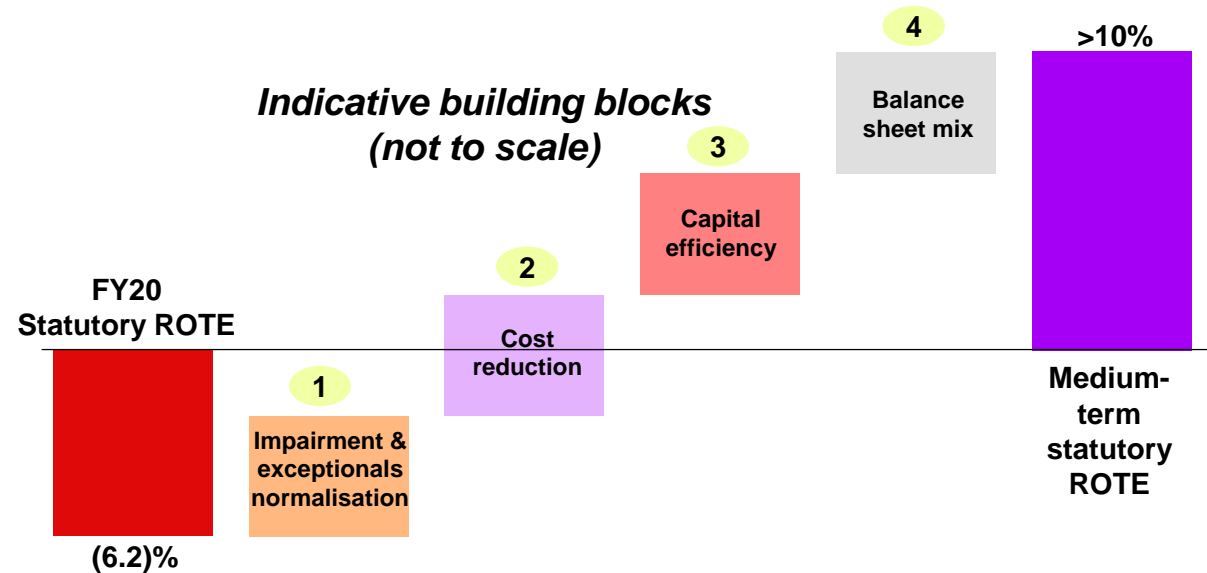 4
>10%
Indicative building blocks
(not to scale)
Balance
sheet mix
3
Capital
efficiency
2
FY20
Statutory ROTE
Cost
reduction
1
Impairment &
exceptionals
normalisation
Medium-
term
statutory
ROTE
(6.2)%